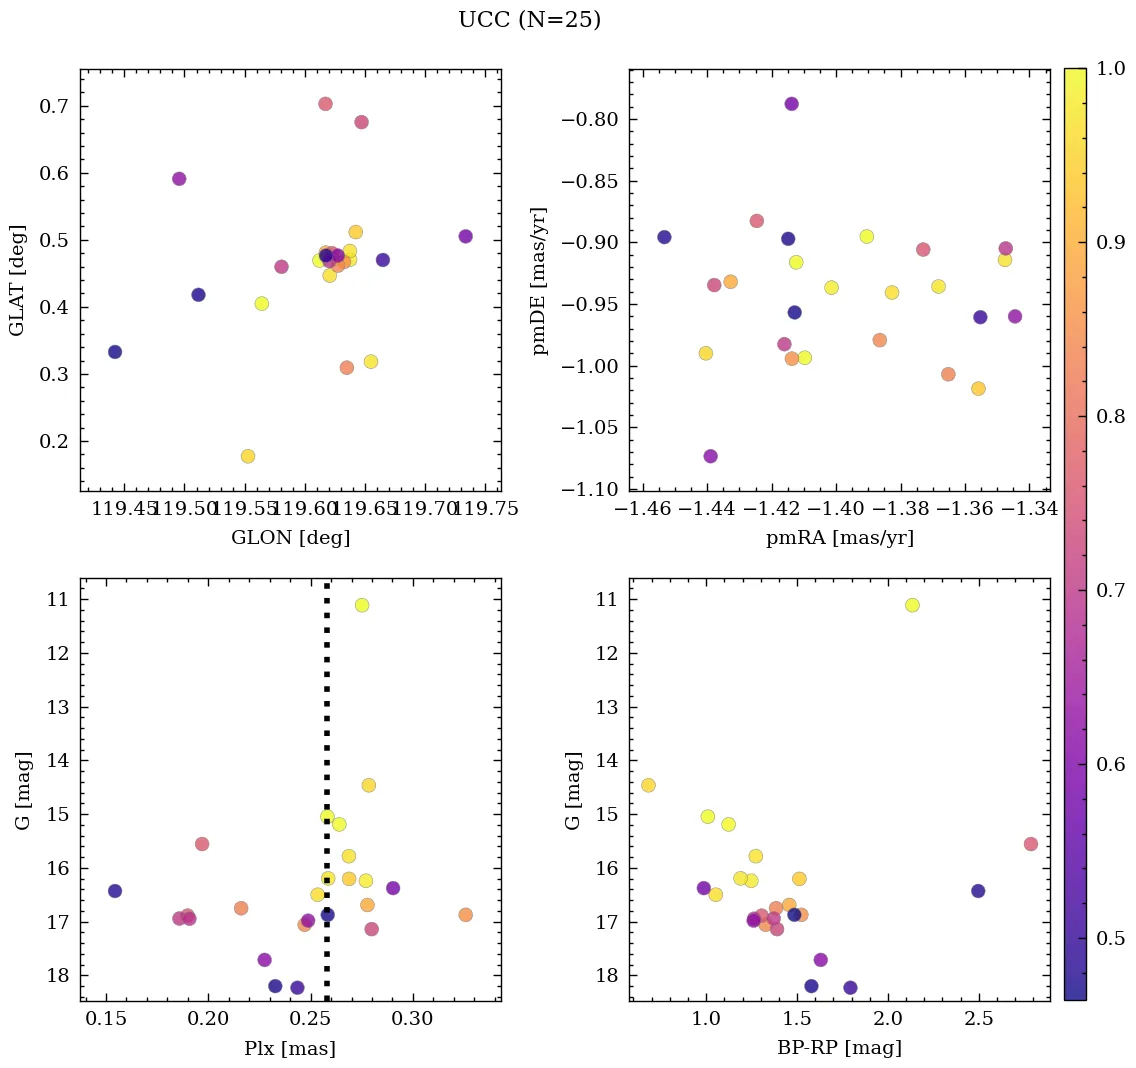 UCC (N=25)
0.7
0.6
0.5
0.4
0.3
0.2
GLAT [deg]
119.45 119.50 119.55 119.60 119.65 119.70 119.75
GLON [deg]
−0.80
−0.85
−0.90
−0.95
−1.00
−1.05
−1.10
pmDE [mas/yr]
−1.46 −1.44 −1.42 −1.40 −1.38 −1.36 −1.34
pmRA [mas/yr]
11
12
13
14
15
16
17
18
G [mag]
0.15 0.20 0.25 0.30
Plx [mas]
11
12
13
14
15
16
17
18
G [mag]
1.0 1.5 2.0 2.5
BP-RP [mag]
1.0
0.9
0.8
0.7
0.6
0.5